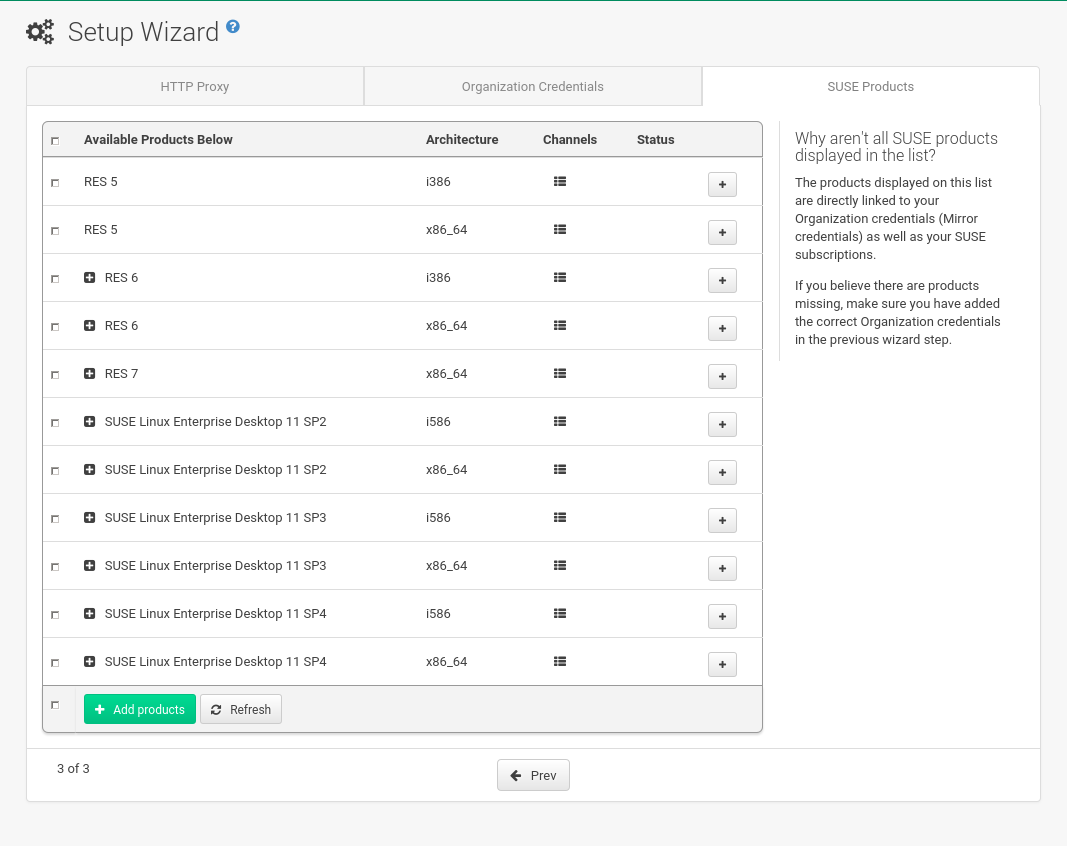 Setup Wizard
HTTP Proxy
Organization Credentials
SUSE Products
Available Products Below Architecture Channels Status
RES 5 i386
RES 5 x86_64
RES 6 i386
RES 6 x86_64
RES 7 x86_64
SUSE Linux Enterprise Desktop 11 SP2 i586
SUSE Linux Enterprise Desktop 11 SP2 x86_64
SUSE Linux Enterprise Desktop 11 SP3 i586
SUSE Linux Enterprise Desktop 11 SP3 x86_64
SUSE Linux Enterprise Desktop 11 SP4 i586
SUSE Linux Enterprise Desktop 11 SP4 x86_64
Add products Refresh
Why aren't all SUSE products
displayed in the list?
The products displayed on this list
are directly linked to your
Organization credentials (Mirror
credentials) as well as your SUSE
subscriptions.
If you believe there are products
missing, make sure you have added
the correct Organization credentials
in the previous wizard step.
3 of 3
Prev